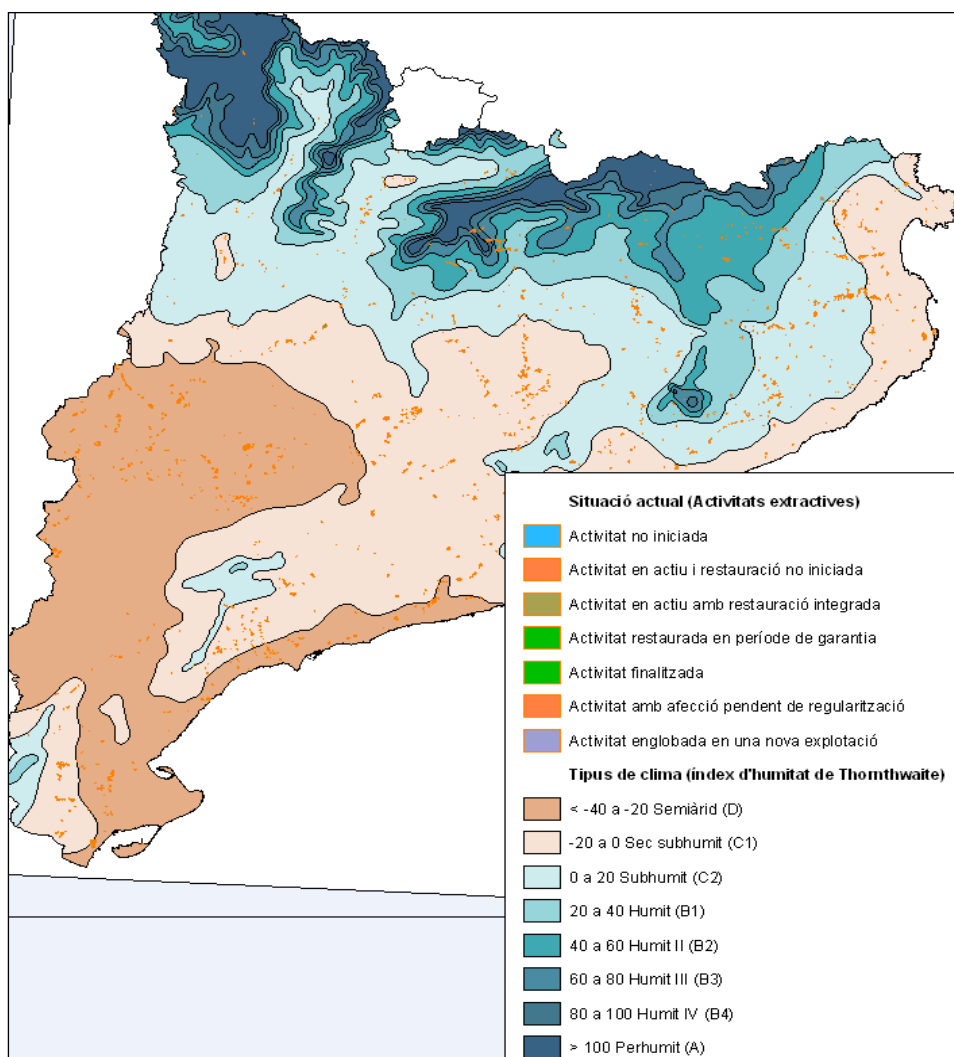 Situació actual (Activitats extractives)
Activitat no iniciada
Activitat en actiu i restauració no iniciada
Activitat en actiu amb restauració integrada
Activitat restaurada en període de garantia
Activitat finalitzada
Activitat amb afecció pendent de regularització
Activitat englobada en una nova explotació
Tipus de clima (índex d'humitat de Thornthwaite)
< -40 a -20 Semiàrid (D)
-20 a 0 Sec subhumit (C1)
0 a 20 Subhumit (C2)
20 a 40 Humit (B1)
40 a 60 Humit II (B2)
60 a 80 Humit III (B3)
80 a 100 Humit IV (B4)
> 100 Perhumit (A)